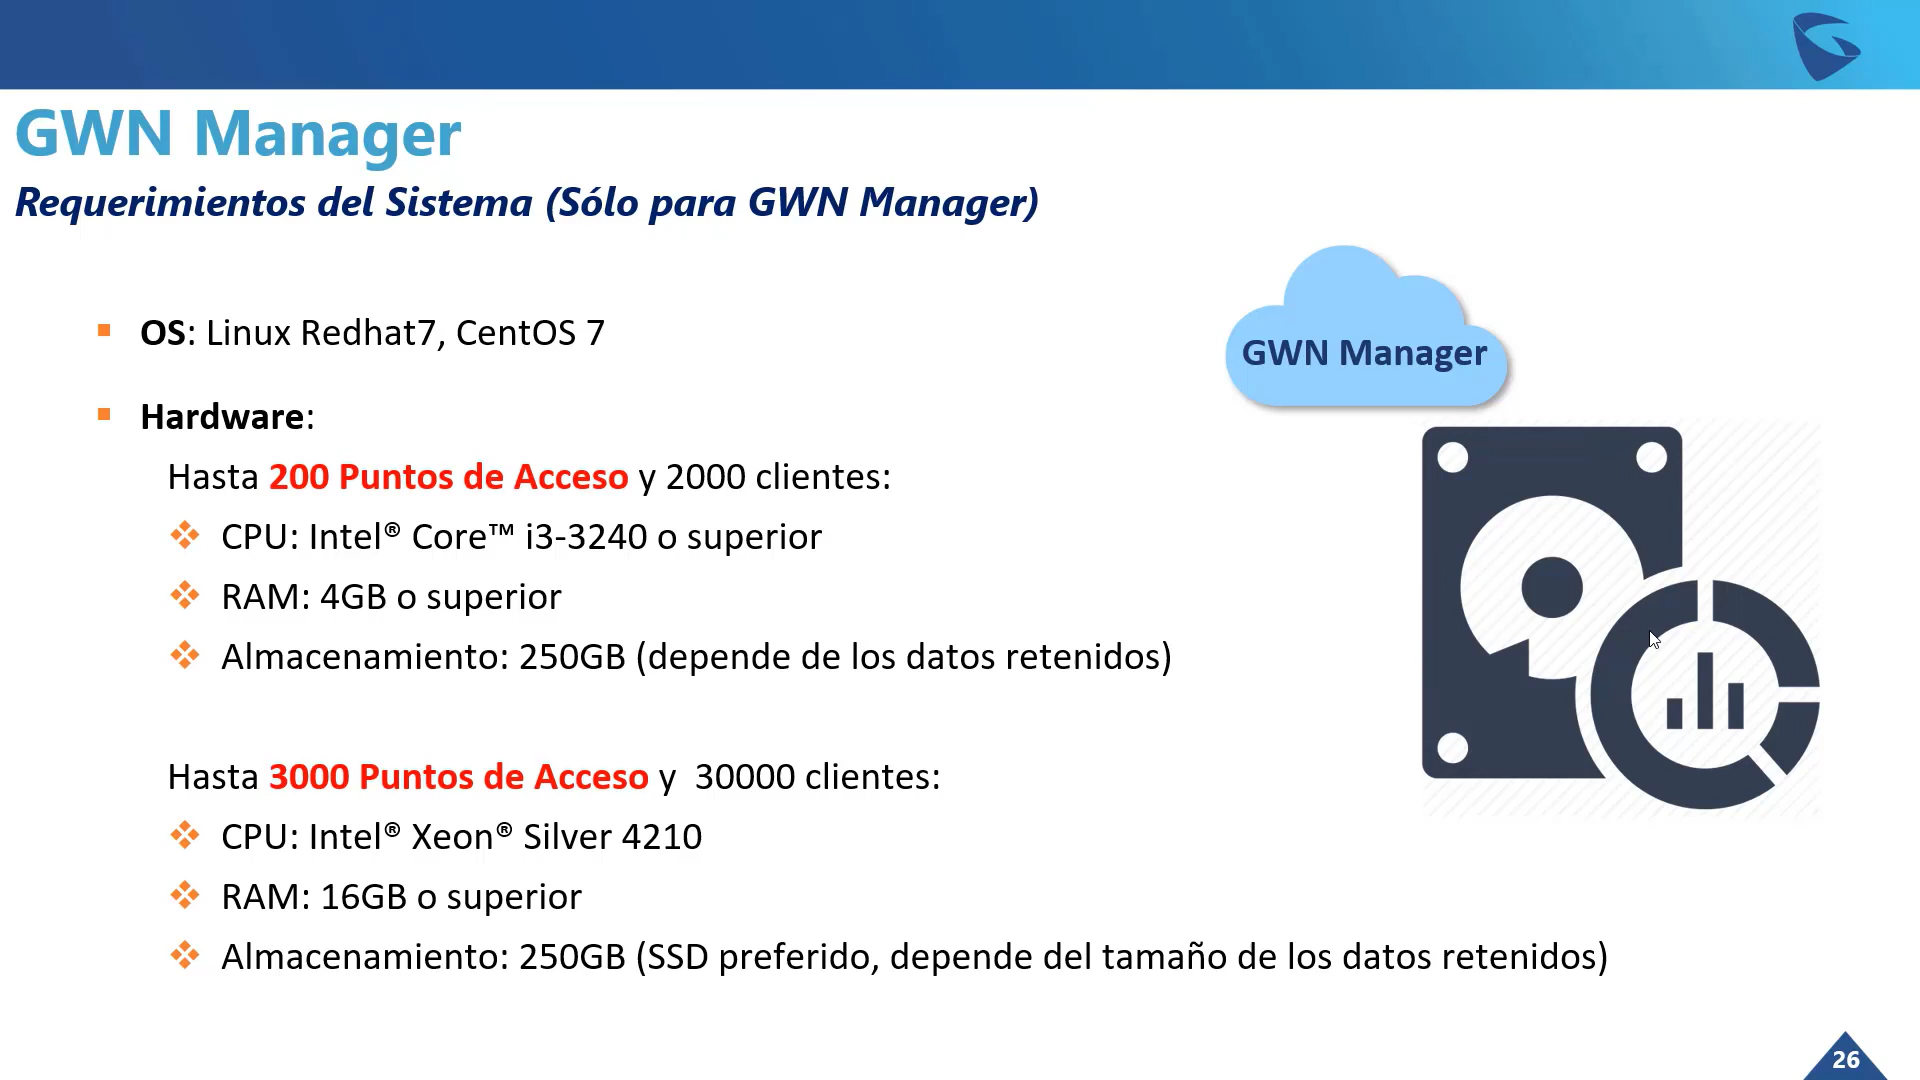 GWN Manager
Requerimientos del Sistema (Sólo para GWN Manager)
OS: Linux Redhat7, CentOS 7
GWN Manager
Hardware:
Hasta 200 Puntos de Acceso y 2000 clientes:
CPU: Intel® Core™ i3-3240 o superior
RAM: 4GB o superior
Almacenamiento: 250GB (depende de los datos retenidos)
Hasta 3000 Puntos de Acceso y  30000 clientes:
CPU: Intel® Xeon® Silver 4210
RAM: 16GB o superior
Almacenamiento: 250GB (SSD preferido, depende del tamaño de los datos retenidos)
26